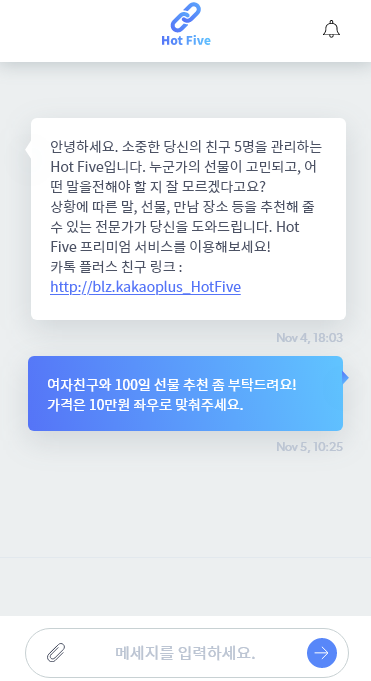 Hot Five
안녕하세요. 소중한 당신의 친구 5명을 관리하는
Hot Five입니다. 누군가의 선물이 고민되고, 어
떤 말을전해야 할 지 잘 모르겠다고요?
상황에 따른 말, 선물, 만남 장소 등을 추천해 줄
수 있는 전문가가 당신을 도와드립니다. Hot
Five 프리미엄 서비스를 이용해보세요!
카톡 플러스 친구 링크 :
http://blz.kakaoplus_HotFive
Nov 4, 18:03
여자친구와 100일 선물 추천 좀 부탁드려요!
가격은 10만원 좌우로 맞춰주세요.
Nov 5, 10:25
메세지를 입력하세요.